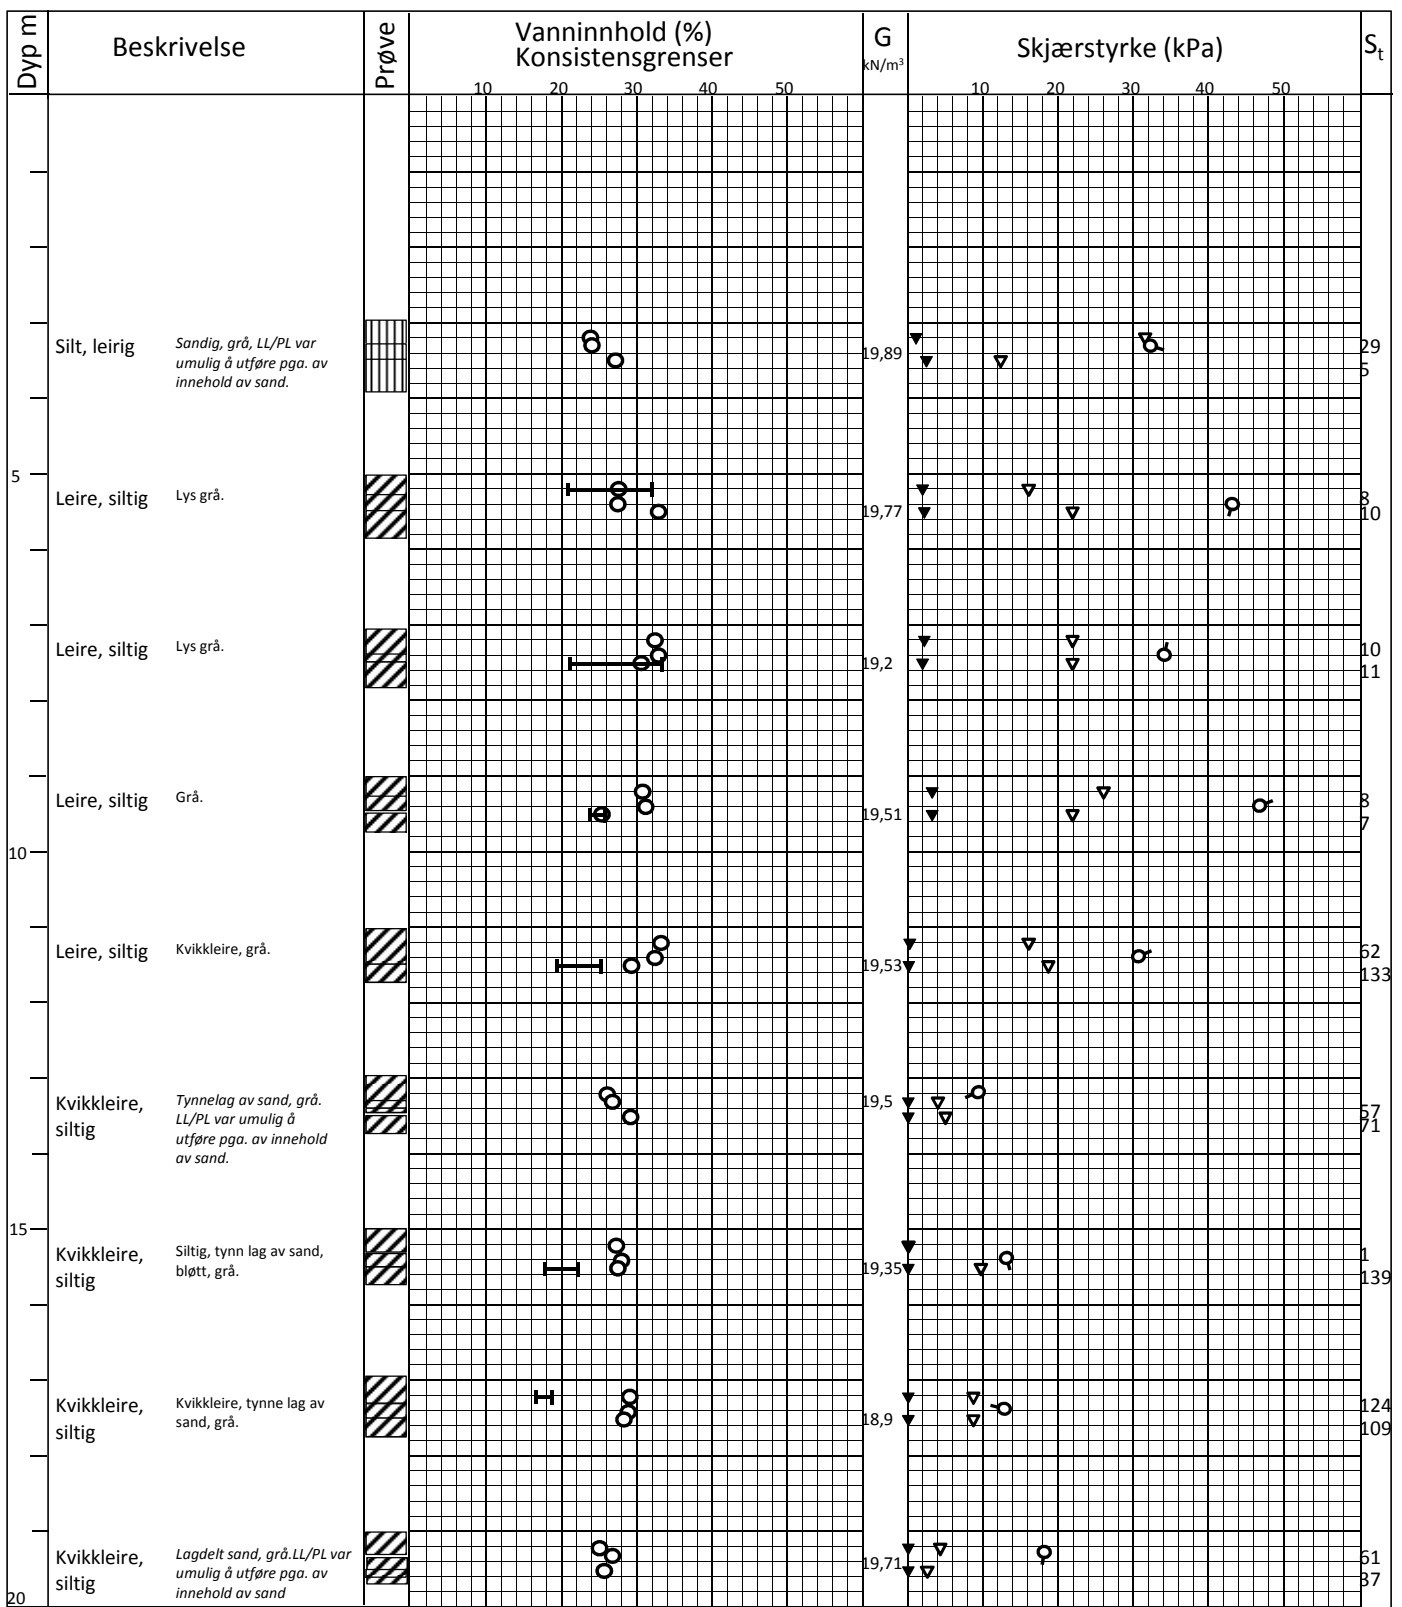 Dyp m
Beskrivelse
Prøve
Vanninnhold (%)
Konsistensgrenser
G
kN/m³
Skjærstyrke (kPa)
St
10 20 30 40 50
10 20 30 40 50
Silt, leirig
Sandig, grå, LL/PL var
umulig å utføre pga. av
innehold av sand.
19,89
29
5
5
Leire, siltig
Lys grå.
19,77
8
10
Leire, siltig
Lys grå.
19,2
10
11
Leire, siltig
Grå.
19,51
8
7
10
Leire, siltig
Kvikkleire, grå.
19,53
62
133
Kvikkleire,
siltig
Tynnelag av sand, grå.
LL/PL var umulig å
utføre pga. av innehold
av sand.
19,5
71
15
Kvikkleire,
siltig
Siltig, tynn lag av sand,
bløtt, grå.
19,35
1
139
Kvikkleire,
siltig
Kvikkleire, tynne lag av
sand, grå.
18,9
124
109
Kvikkleire,
siltig
Lagdelt sand, grå.LL/PL var
umulig å utføre pga. av
innehold av sand
19,71
61
37
20